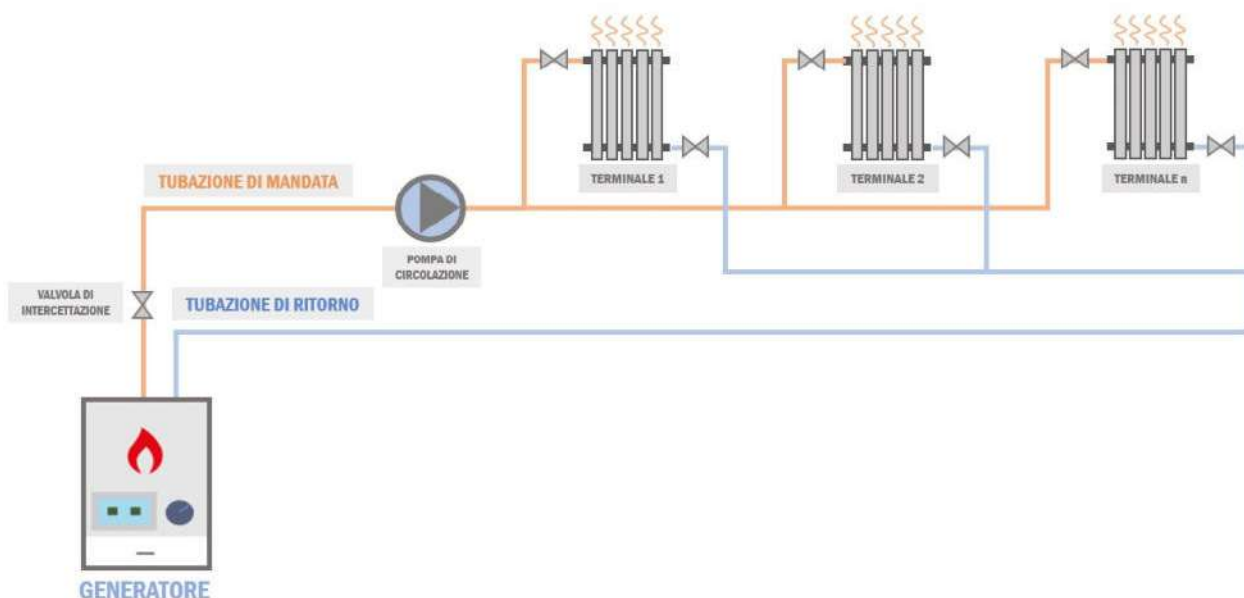 TERMINALE 1
TERMINALE 2
TERMINALE n
TUBAZIONE DI MANDATA
POMPA DI
CIRCOLAZIONE
VALVOLA DI
INTERCETTAZIONE
TUBAZIONE DI RITORNO
GENERATORE